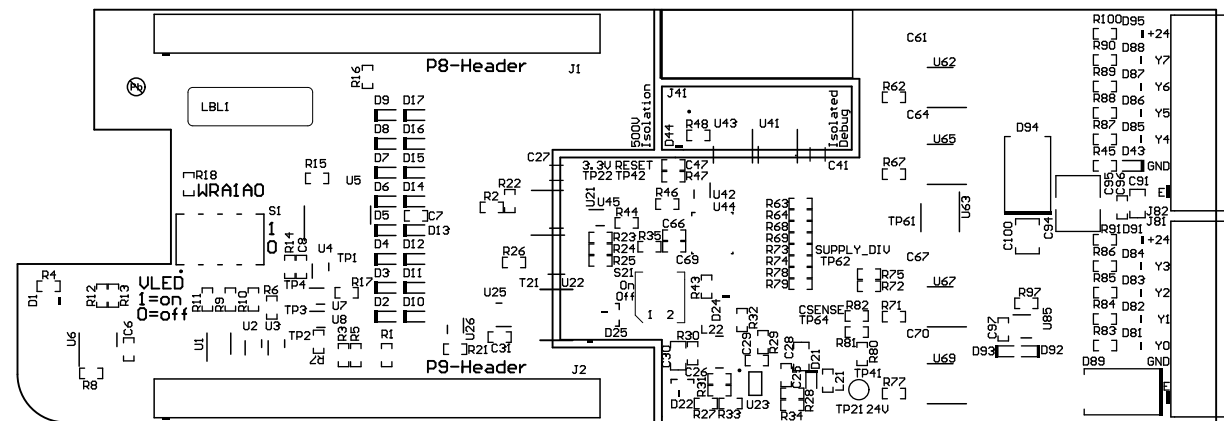 R100 D95
+24
R90 D88
Y7
R89 D87
Y6
R88 D86
Y5
R87 D85
Y4
R45 D43
GND
E
C95 C96 C91
J82
J81
R91 D91
+24
R86 D84
Y3
R85 D83
Y2
R84 D82
Y1
R83 D81
Y0
GND
E
D89
P8-Header
J1
R16
Pb
LBL1
D9 D17
D8 D16
D7 D15
D6 D14
D5 C7
D13
D4 D12
D3 D11
D2 D10
R15
U5
R18
WRA1A0
S1
1
0
R14 C8
U4
TP1
TP4
TP3
R17
U7
U8
TP2
R7
R3 R5
R1
R4
D1
R12 R13
VLED
1=on
0=off
R11 R9 R10 R6
U6
C6
R8
U1
U2
U3
P9-Header
J2
U25
U26
R21
C31
R2
R22
R26
C27
T21
U22
500V
Isolation
J41
D44
R48
U43
U41
Isolated
Debug
C41
3.3V RESET
TP22 TP42
C47
R47
U21
U45
R46
U42
U44
R44
R23
R24
R25
R35
C66
C69
S21
On
Off
1 2
D25
R43
D24
L22
R32
C30
R30
C26
D22
R31
R27
R33
C29
R29
U23
C28
C25
D21
R28
R34
L21
R63
R64
R68
R69
R73
R74
R78
R79
SUPPLY_DIV
TP62
R75
R72
CSENSE
TP64
R82
R81
R80
TP41
TP21 24V
R71
R77
C61
U62
R62
C64
U65
R67
TP61
U63
C67
U67
C70
U69
D94
C100
C94
R97
C97
U85
D93
D92